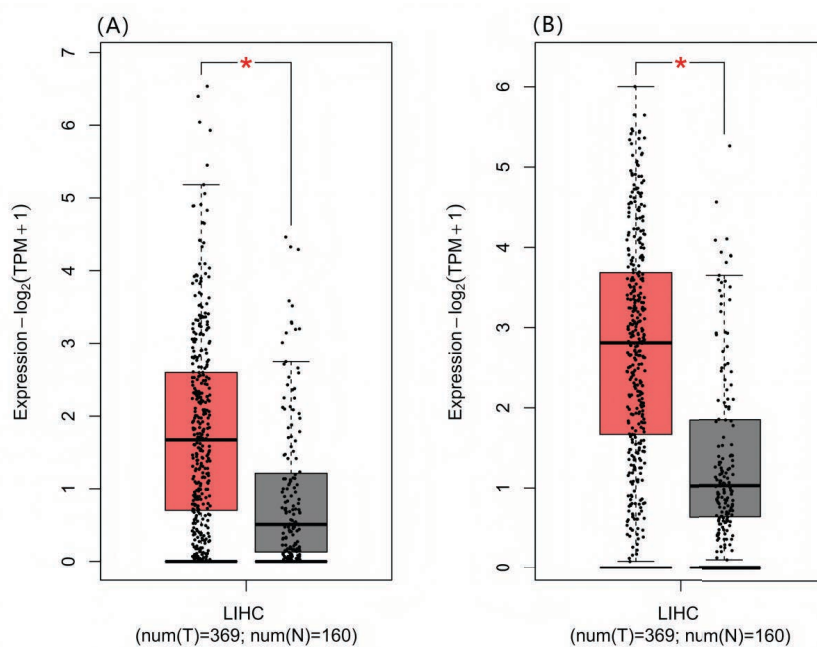 (A)
*
Expression – log2(TPM + 1)
7
6
5
4
3
2
1
0
LIHC
(num(T)=369; num(N)=160)
(B)
*
Expression – log2(TPM + 1)
6
5
4
3
2
1
0
LIHC
(num(T)=369; num(N)=160)